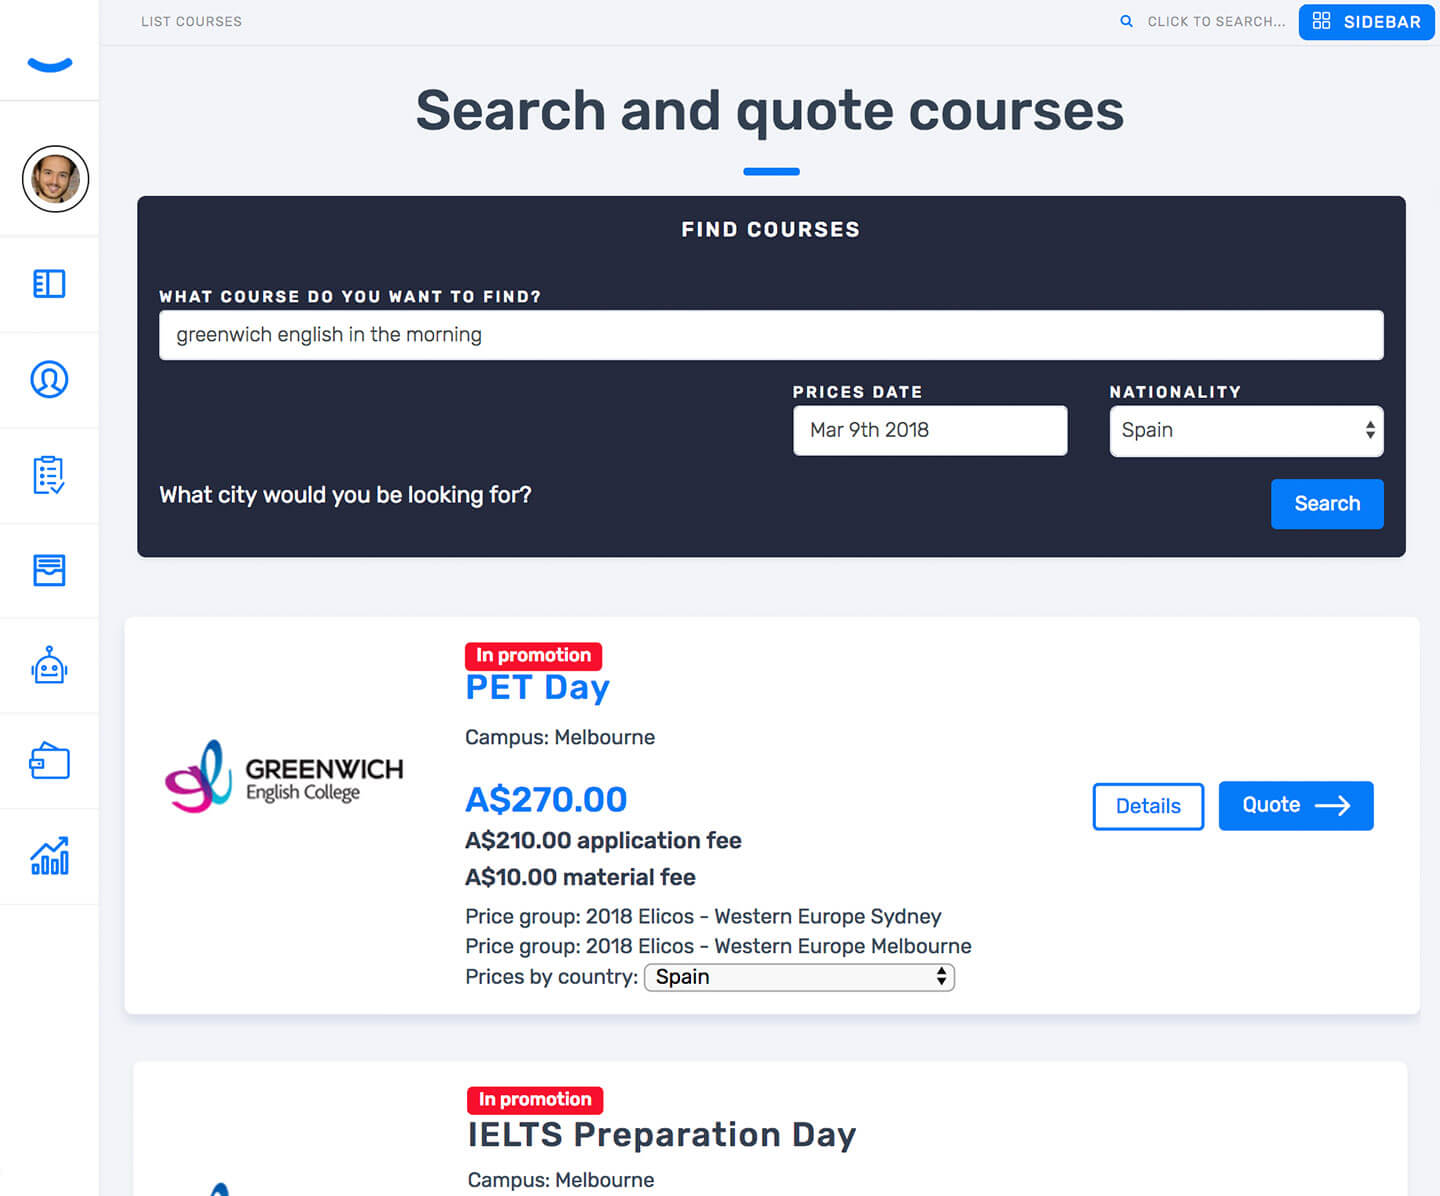 LIST COURSES
CLICK TO SEARCH...
SIDEBAR
Search and quote courses
FIND COURSES
WHAT COURSE DO YOU WANT TO FIND?
greenwich english in the morning
PRICES DATE
NATIONALITY
Mar 9th 2018
Spain
What city would you be looking for?
Search
In promotion
PET Day
Campus: Melbourne
GREENWICH
English College
A$270.00
Details
Quote
A$210.00 application fee
A$10.00 material fee
Price group: 2018 Elicos - Western Europe Sydney
Price group: 2018 Elicos - Western Europe Melbourne
Prices by country: Spain
In promotion
IELTS Preparation Day
Campus: Melbourne